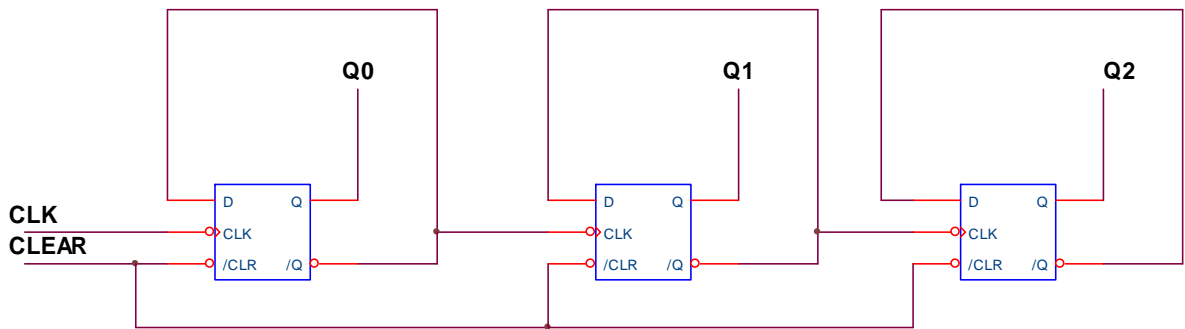 Q0
Q1
Q2
D Q
D Q
D Q
CLK
CLK
CLK
CLK
CLEAR
/CLR /Q
/CLR /Q
/CLR /Q